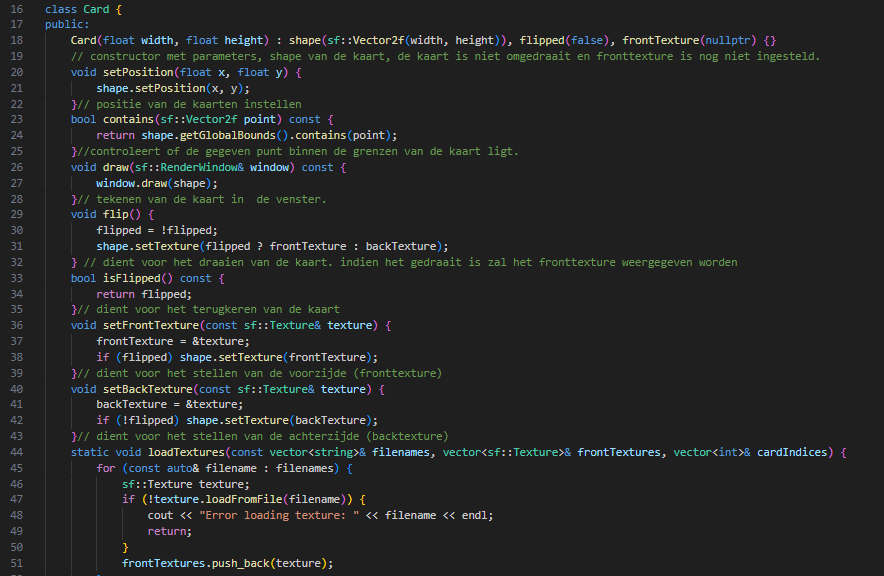 16 class Card {
17 public:
18 Card(float width, float height) : shape(sf::Vector2f(width, height)), flipped(false), frontTexture(nullptr) {}
19 // constructor met parameters, shape van de kaart, de kaart is niet omgedraait en fronttexture is nog niet ingesteld.
20 void setPosition(float x, float y) {
21 shape.setPosition(x, y);
22 }// positie van de kaarten instellen
23 bool contains(sf::Vector2f point) const {
24 return shape.getGlobalBounds().contains(point);
25 }//controleert of de gegeven punt binnen de grenzen van de kaart ligt.
26 void draw(sf::RenderWindow& window) const {
27 window.draw(shape);
28 }// tekenen van de kaart in  de venster.
29 void flip() {
30 flipped = !flipped;
31 shape.setTexture(flipped ? frontTexture : backTexture);
32 } // dient voor het draaien van de kaart. indien het gedraait is zal het fronttexture weergegeven worden
33 bool isFlipped() const {
34 return flipped;
35 }// dient voor het terugkeren van de kaart
36 void setFrontTexture(const sf::Texture& texture) {
37 frontTexture = &texture;
38 if (flipped) shape.setTexture(frontTexture);
39 }// dient voor het stellen van de voorzijde (fronttexture)
40 void setBackTexture(const sf::Texture& texture) {
41 backTexture = &texture;
42 if (!flipped) shape.setTexture(backTexture);
43 }// dient voor het stellen van de achterzijde (backtexture)
44 static void loadTextures(const vector<string>& filenames, vector<sf::Texture>& frontTextures, vector<int>& cardIndices) {
45 for (const auto& filename : filenames) {
46 sf::Texture texture;
47 if (!texture.loadFromFile(filename)) {
48 cout << "Error loading texture: " << filename << endl;
49 return;
50 }
51 frontTextures.push_back(texture);